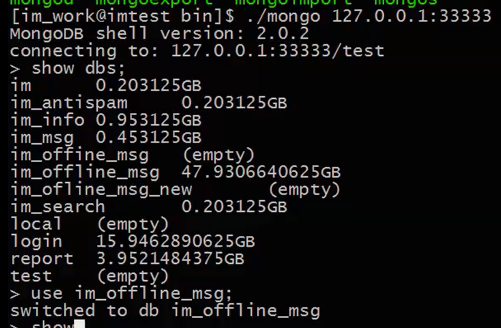 mongod mongoexport mongoimport mongos
[im_work@imtest bin]$ ./mongo 127.0.0.1:33333
MongoDB shell version: 2.0.2
connecting to: 127.0.0.1:33333/test
> show dbs;
im 0.203125GB
im_antispam 0.203125GB
im_info 0.953125GB
im_msg 0.453125GB
im_offine_msg (empty)
im_offline_msg 47.9306640625GB
im_ofline_msg_new (empty)
im_search 0.203125GB
local (empty)
login 15.9462890625GB
report 3.9521484375GB
test (empty)
> use im_offline_msg;
switched to db im_offline_msg
> show